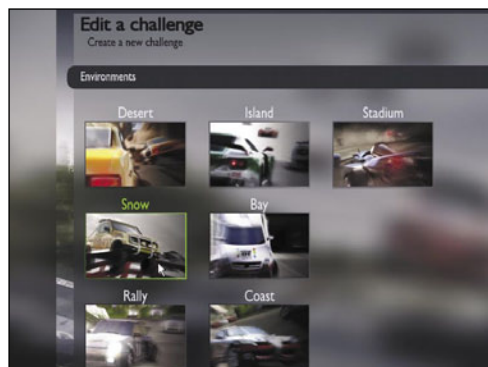 Edit a challenge
Create a new challenge
Environments
Desert Island Stadium
Snow Bay
Rally Coast